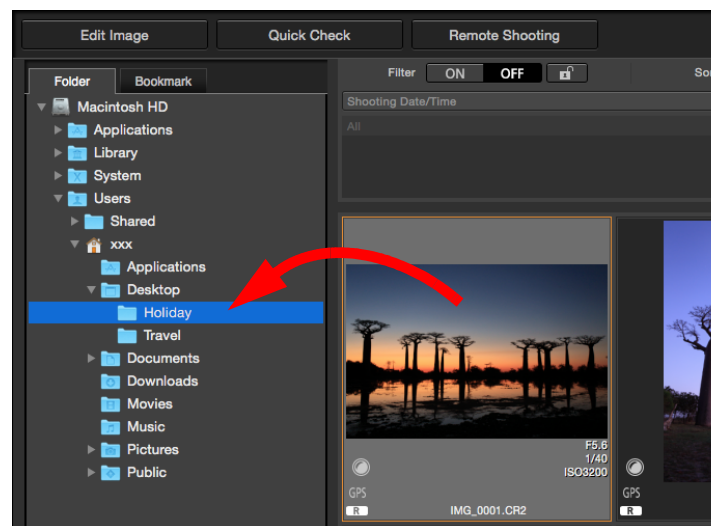 Edit Image
Quick Check
Remote Shooting
Folder
Bookmark
Macintosh HD
Applications
Library
System
Users
Shared
xxx
Applications
Desktop
Holiday
Travel
Documents
Downloads
Movies
Music
Pictures
Public
Filter
ON
OFF
So
Shooting Date/Time
All
F5.6
1/40
ISO3200
GPS
R
IMG_0001.CR2
GPS
R